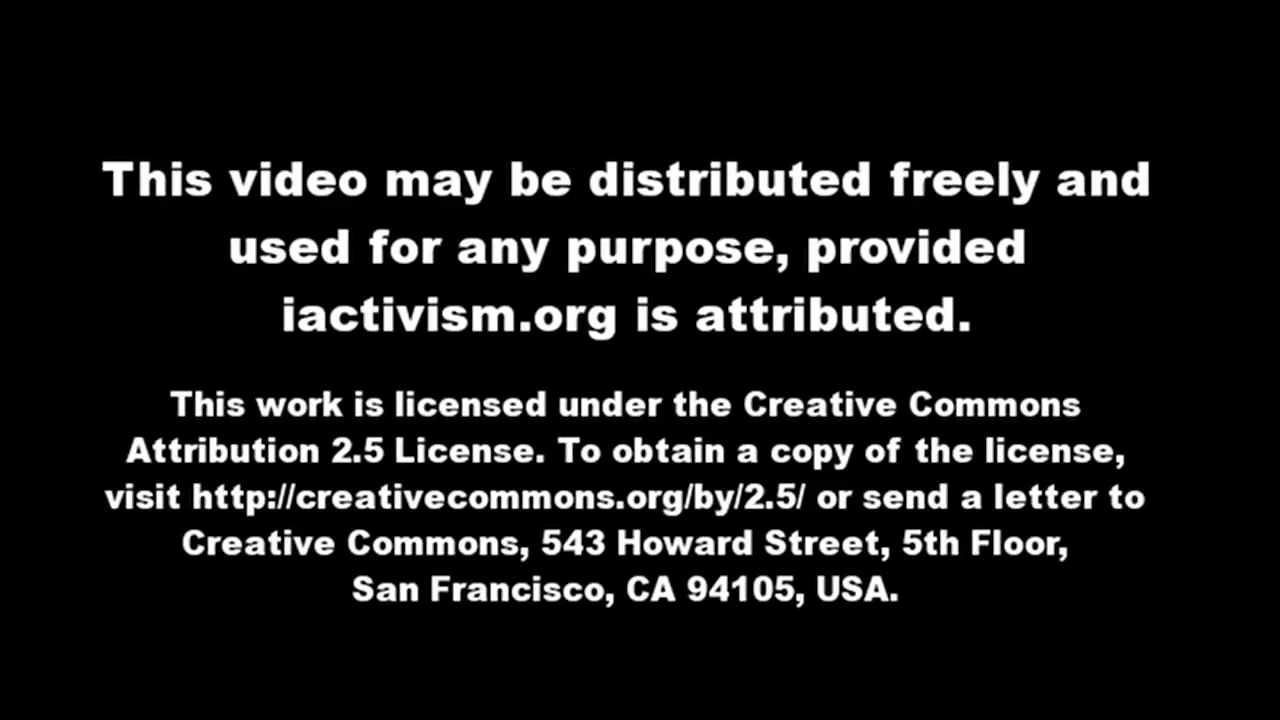 This video may be distributed freely and
used for any purpose, provided
iactivism.org is attributed.
This work is licensed under the Creative Commons
Attribution 2.5 License. To obtain a copy of the license,
visit http://creativecommons.org/by/2.5/ or send a letter to
Creative Commons, 543 Howard Street, 5th Floor,
San Francisco, CA 94105, USA.